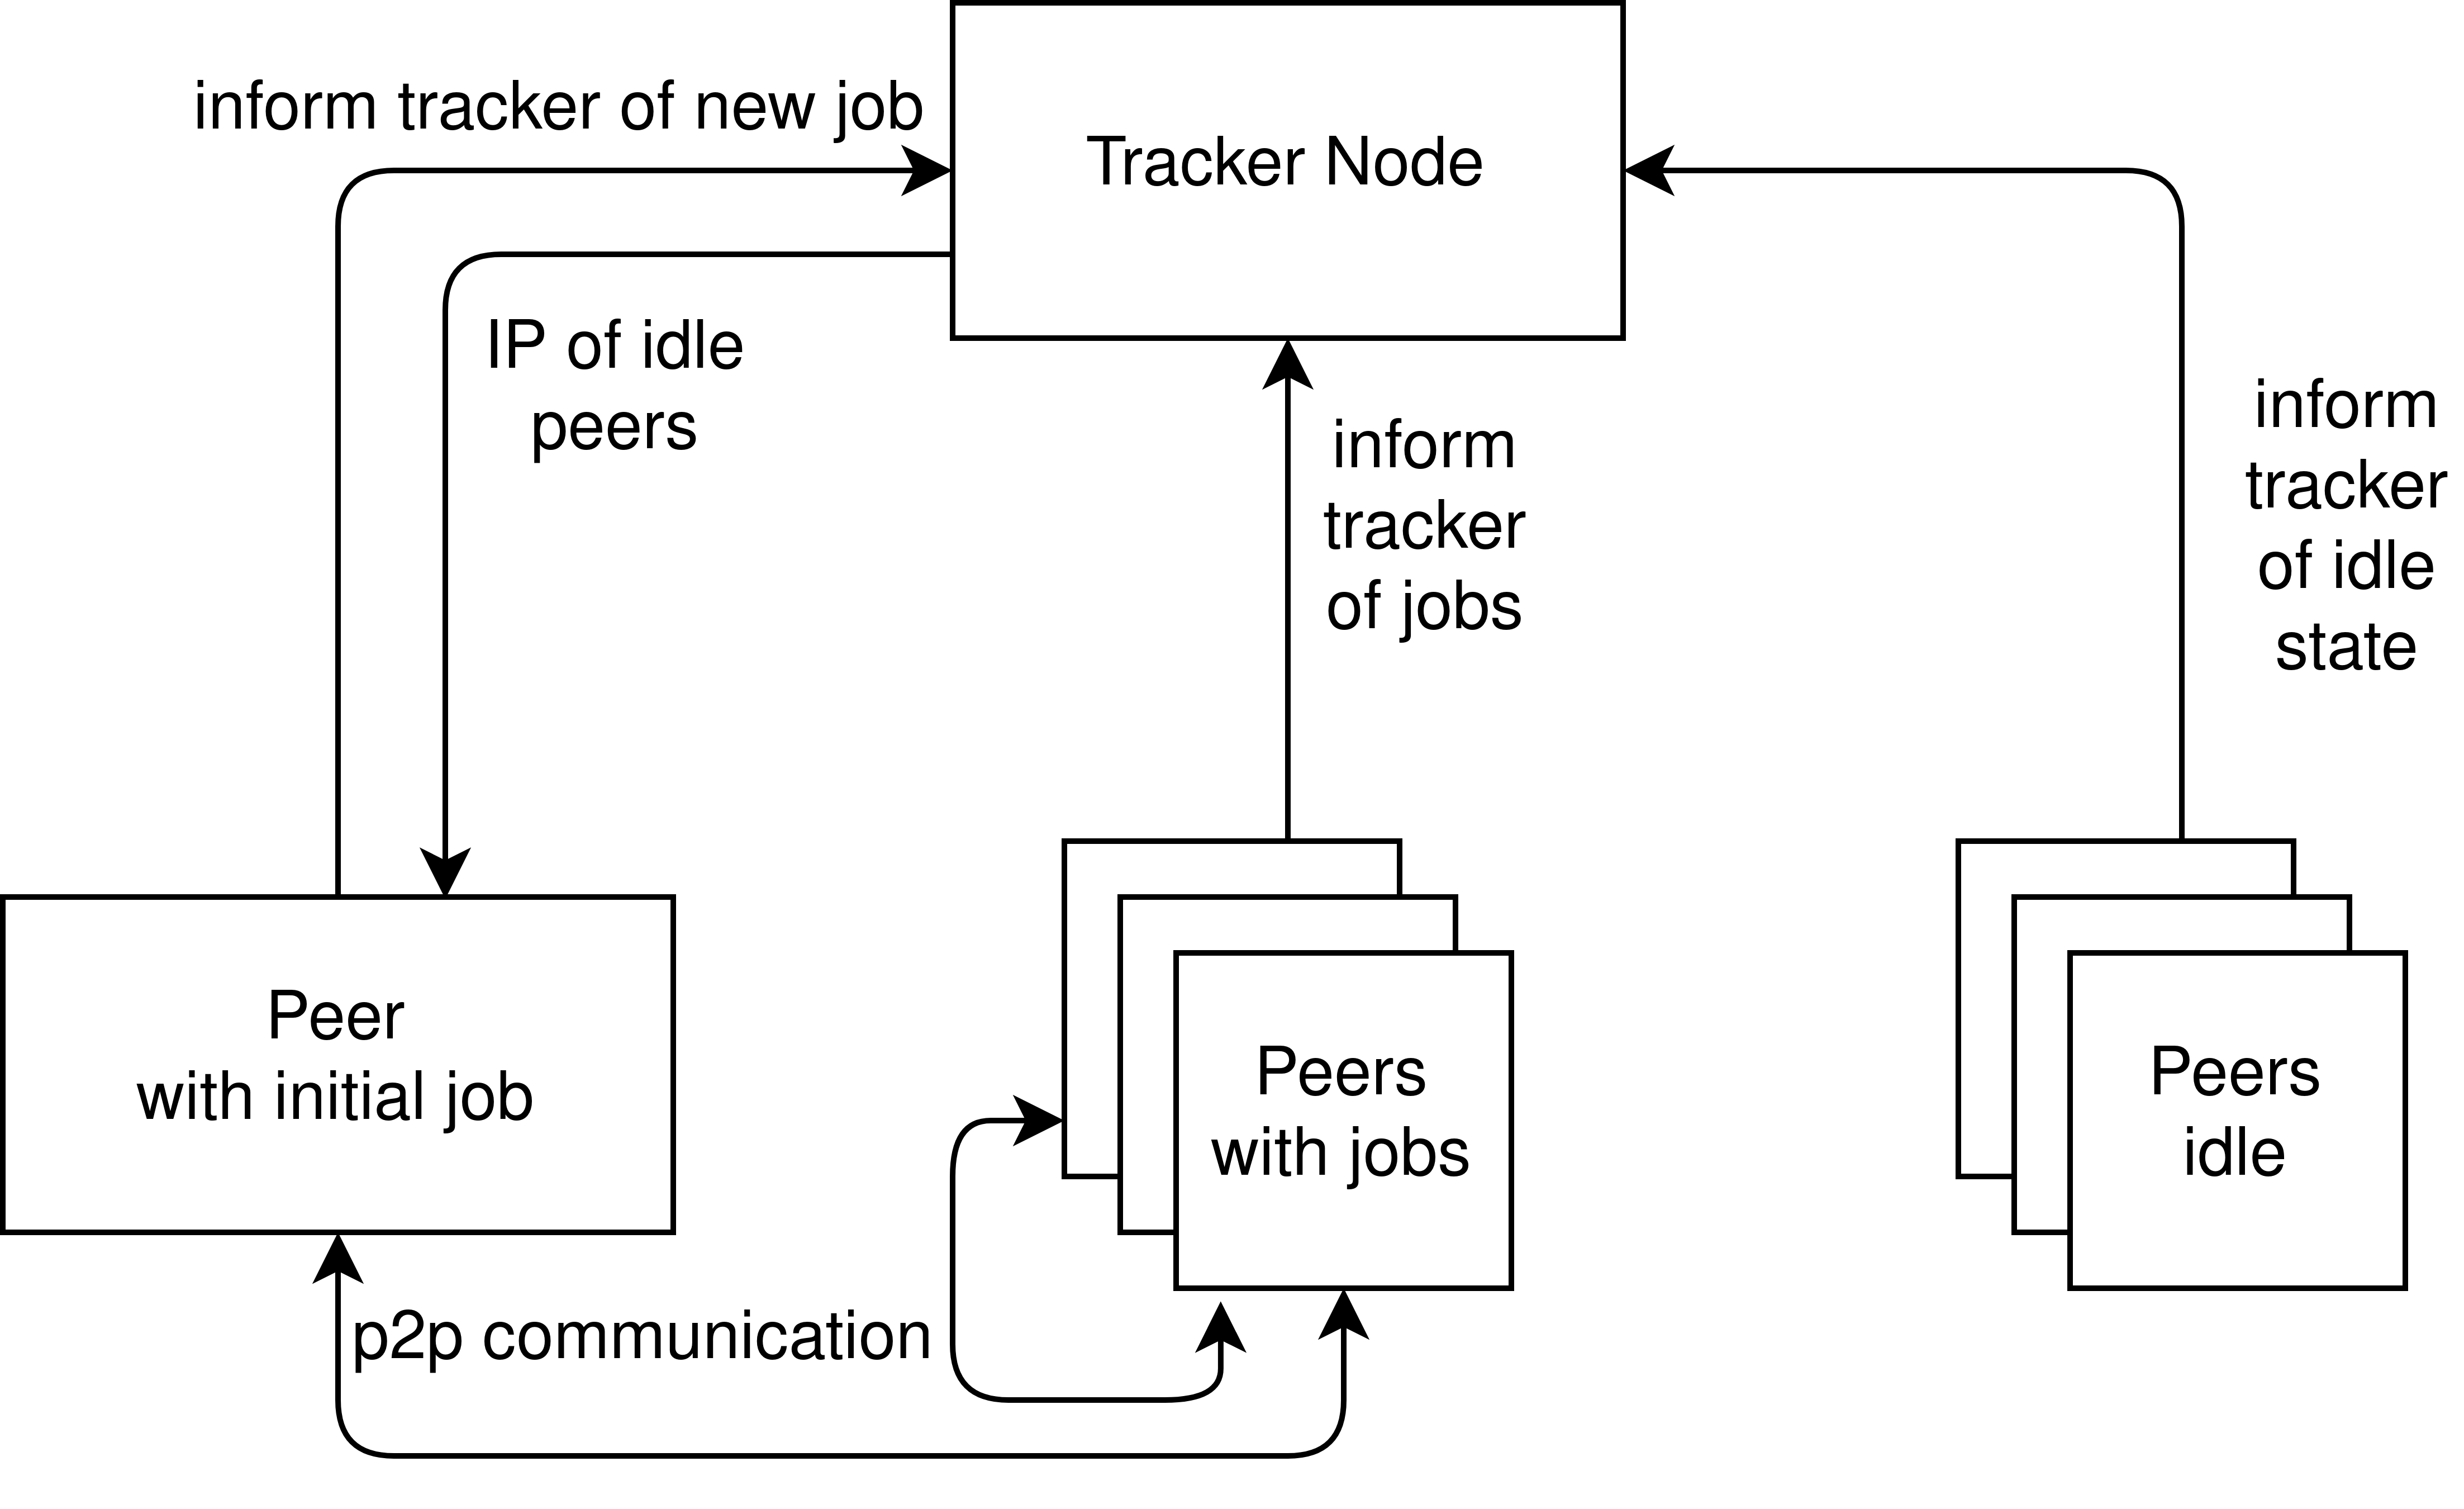 inform tracker of new job
Tracker Node
IP of idle
peers
inform
tracker
of jobs
inform
tracker
of idle
state
Peer
with initial job
Peers
with jobs
Peers
idle
p2p communication